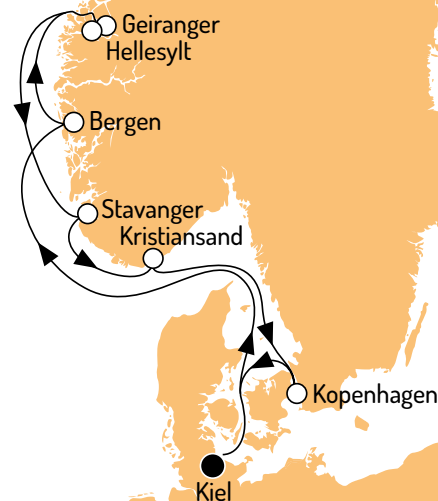 Geiranger
Hellesylt
Bergen
Stavanger
Kristiansand
Kopenhagen
Kiel